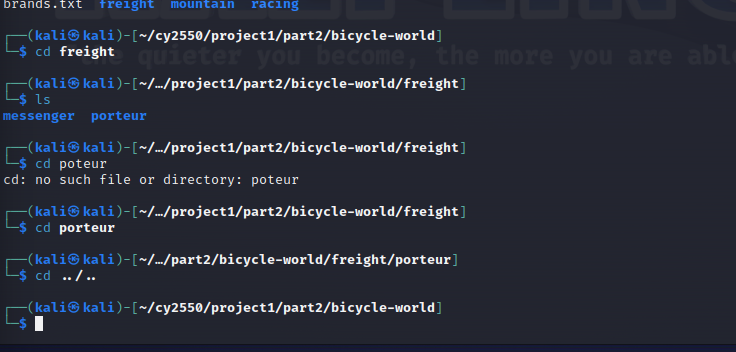 brands.txt freight mountain racing
┌──(kali㉿kali)-[~/cy2550/project1/part2/bicycle-world]
└─$ cd freight
the quieter you become, the more you are abl
┌──(kali㉿kali)-[~/…/project1/part2/bicycle-world/freight]
└─$ ls
messenger porteur
┌──(kali㉿kali)-[~/…/project1/part2/bicycle-world/freight]
└─$ cd poteur
cd: no such file or directory: poteur
┌──(kali㉿kali)-[~/…/project1/part2/bicycle-world/freight]
└─$ cd porteur
┌──(kali㉿kali)-[~/…/part2/bicycle-world/freight/porteur]
└─$ cd ../..
┌──(kali㉿kali)-[~/cy2550/project1/part2/bicycle-world]
└─$